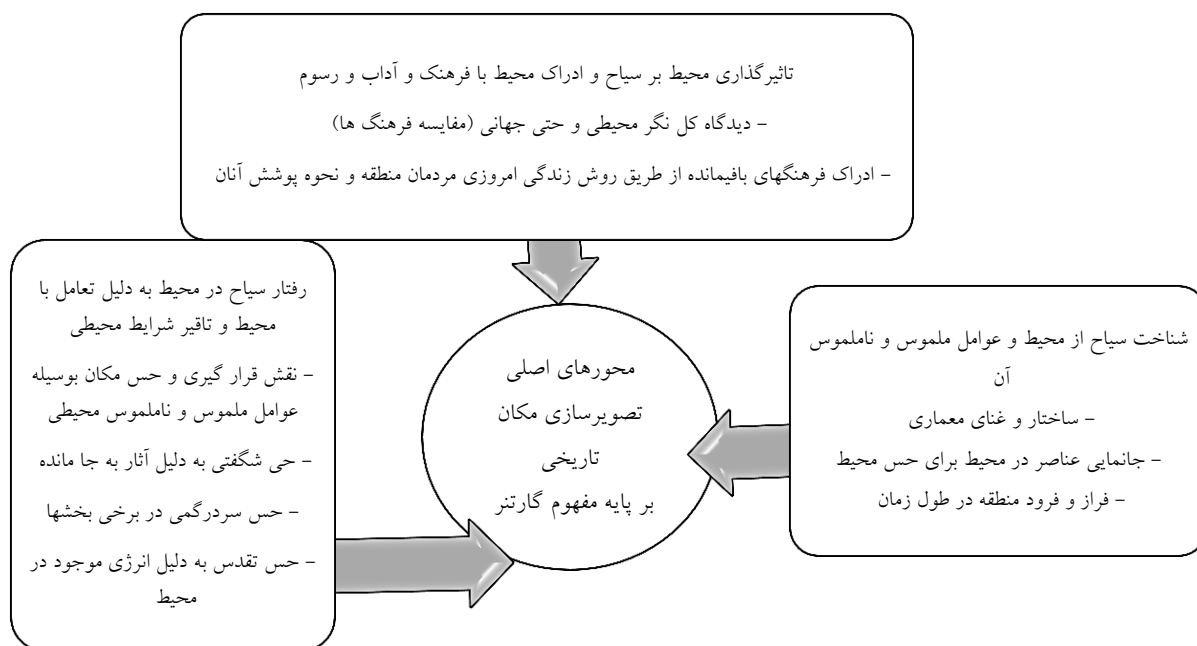 تاثیرگذاری محیط بر سیاح و ادراک محیط با فرهنک و آداب و رسوم
- دیدگاه کل نگر محیطی و حتی جهانی (مفایسه فرهنگ ها)
- ادراک فرهنگهای بافیمانده از طریق روش زندگی امروزی مردمان منطقه و نحوه پوشش آنان
شناخت سیاح از محیط و عوامل ملموس و ناملموس
آن
- ساختار و غنای معماری
- جانمایی عناصر در محیط برای حس محیط
- فراز و فرود منطقه در طول زمان
محورهای اصلی
تصویرسازی مکان
تاریخی
بر پایه مفهوم گارتنر
رفتار سیاح در محیط به دلیل تعامل با
محیط و تاقیر شرایط محیطی
- نقش قرار گیری و حس مکان بوسیله
عوامل ملموس و ناملموس محیطی
- حی شگفتی به دلیل آثار به جا مانده
- حس سردرگمی در برخی بخشها
- حس تقدس به دلیل انرژی موجود در
محیط